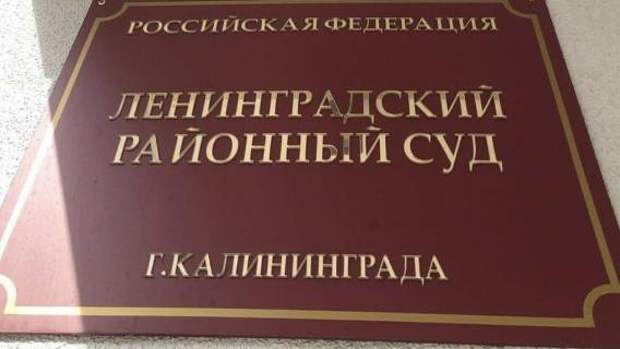 РОССИЙСКАЯ ФЕДЕРАЦИЯ
ЛЕНИНГРАДСКИЙ
РАЙОННЫЙ СУД
Г.КАЛИНИНГРАДА